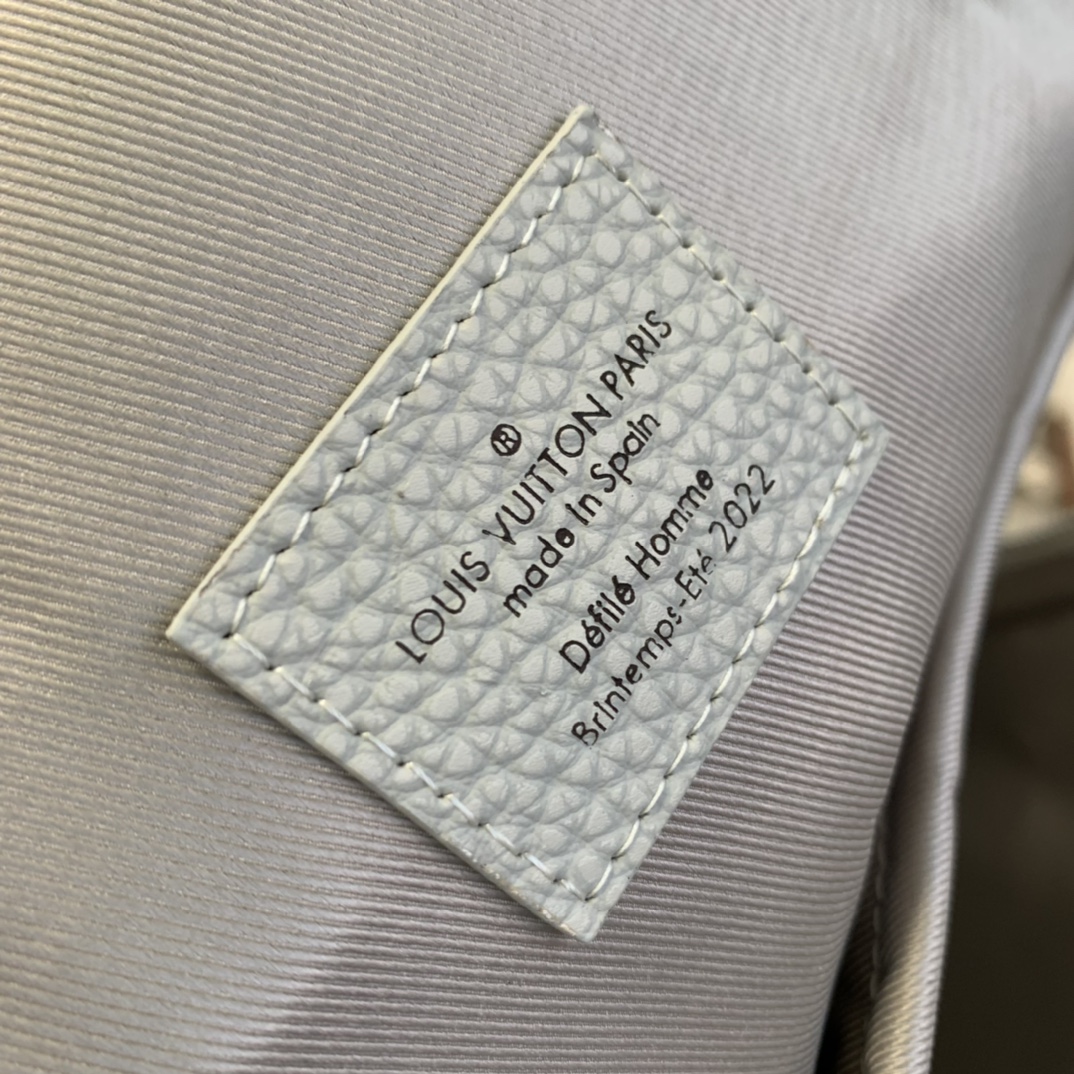 ®
LOUIS VUITTON PARIS
made in Spain
Défilé Homme
Brintemps-Eté 2022